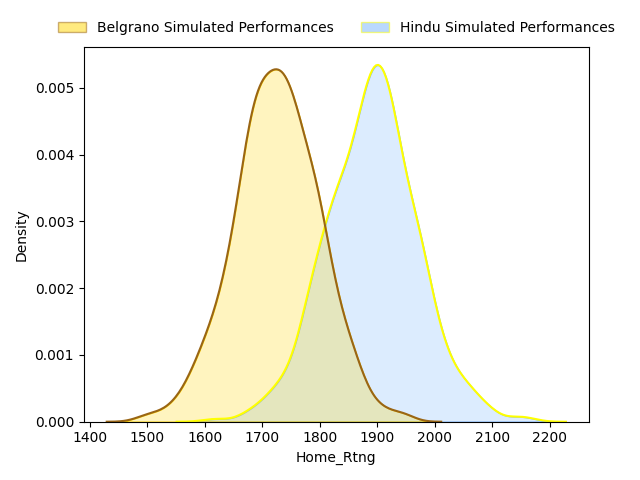 Belgrano Simulated Performances
Hindu Simulated Performances
Density
0.005
0.004
0.003
0.002
0.001
0.000
1400 1500 1600 1700 1800 1900 2000 2100 2200
Home_Rtng